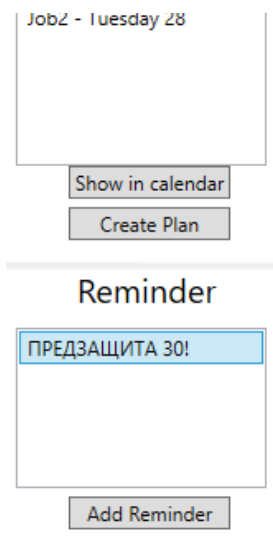 Job2 - Tuesday 28
Show in calendar
Create Plan
Reminder
ПРЕДЗАЩИТА 30!
Add Reminder